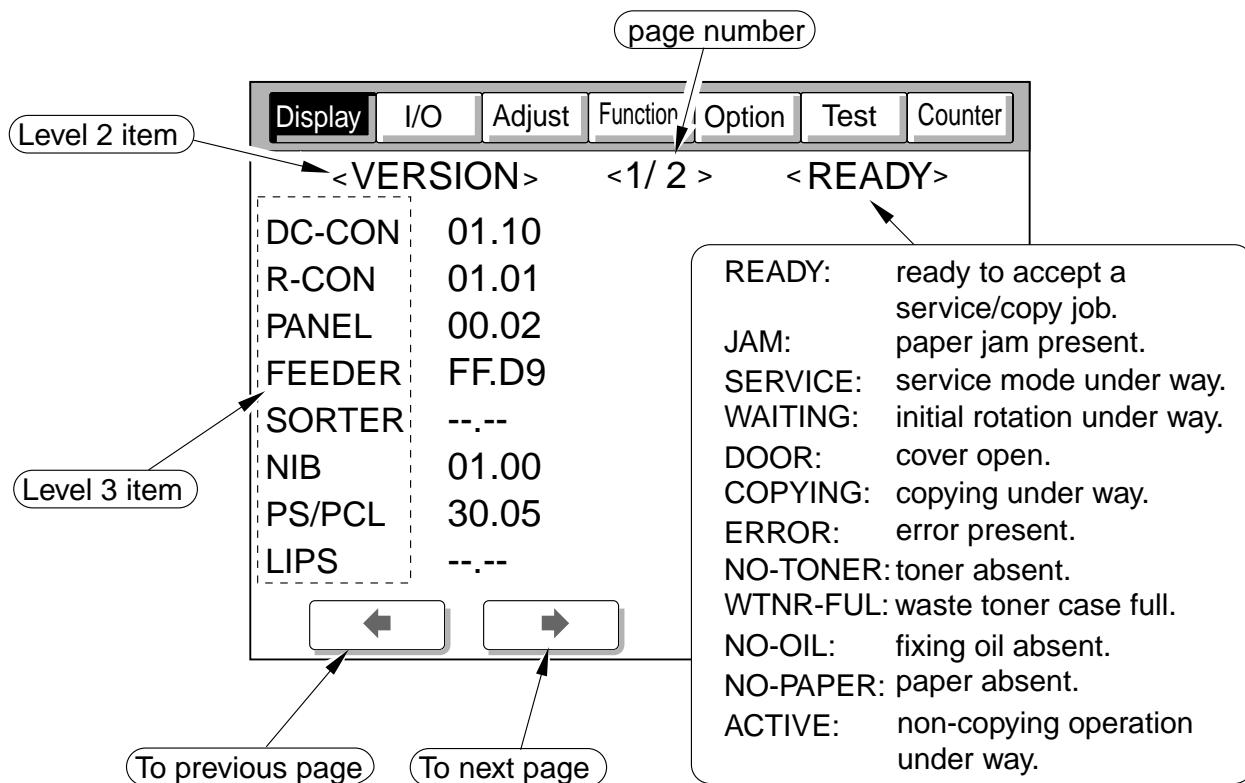 page number
Display I/O Adjust Function Option Test Counter
Level 2 item
<VERSION> <1/ 2 > <READY>
DC-CON 01.10
R-CON 01.01
PANEL 00.02
FEEDER FF.D9
SORTER --.--
NIB 01.00
PS/PCL 30.05
LIPS --.--
Level 3 item
READY: ready to accept a
service/copy job.
JAM: paper jam present.
SERVICE: service mode under way.
WAITING: initial rotation under way.
DOOR: cover open.
COPYING: copying under way.
ERROR: error present.
NO-TONER: toner absent.
WTNR-FUL: waste toner case full.
NO-OIL: fixing oil absent.
NO-PAPER: paper absent.
ACTIVE: non-copying operation
under way.
To previous page
To next page